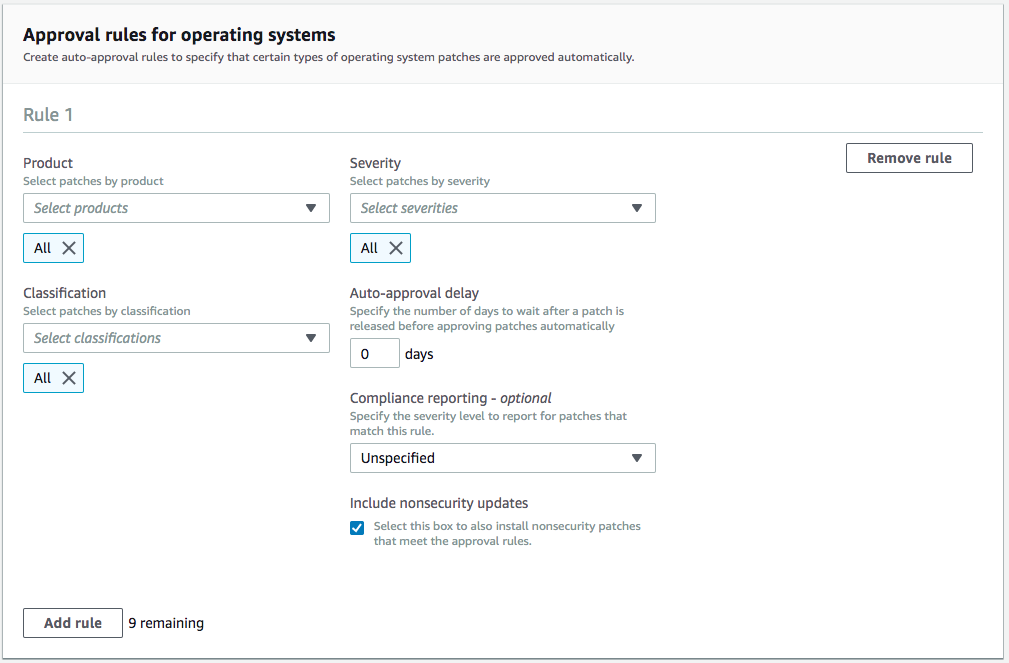 Approval rules for operating systems
Create auto-approval rules to specify that certain types of operating system patches are approved automatically.
Rule 1
Remove rule
Product
Select patches by product
Select products
All
Severity
Select patches by severity
Select severities
All
Classification
Select patches by classification
Select classifications
All
Auto-approval delay
Specify the number of days to wait after a patch is
released before approving patches automatically
0 days
Compliance reporting - optional
Specify the severity level to report for patches that
match this rule.
Unspecified
Include nonsecurity updates
Select this box to also install nonsecurity patches
that meet the approval rules.
Add rule 9 remaining